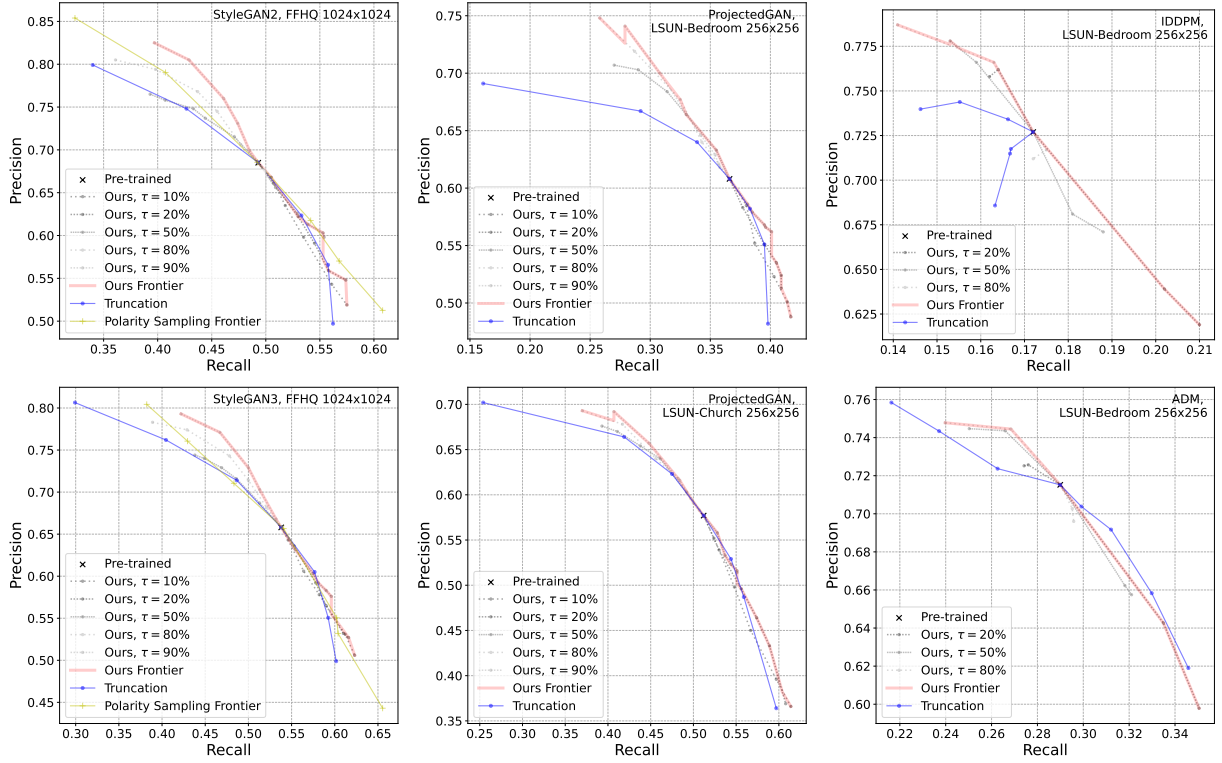 StyleGAN2, FFHQ 1024x1024
Precision
0.85
0.80
0.75
0.70
0.65
0.60
0.55
0.50
Pre-trained
Ours, τ = 10%
Ours, τ = 20%
Ours, τ = 50%
Ours, τ = 80%
Ours, τ = 90%
Ours Frontier
Truncation
Polarity Sampling Frontier
0.35 0.40 0.45 0.50 0.55 0.60
Recall
ProjectedGAN,
LSUN-Bedroom 256x256
Precision
0.75
0.70
0.65
0.60
0.55
0.50
Pre-trained
Ours, τ = 10%
Ours, τ = 20%
Ours, τ = 50%
Ours, τ = 80%
Ours, τ = 90%
Ours Frontier
Truncation
0.15 0.20 0.25 0.30 0.35 0.40
Recall
IDDPM,
LSUN-Bedroom 256x256
Precision
0.775
0.750
0.725
0.700
0.675
0.650
0.625
Pre-trained
Ours, τ = 20%
Ours, τ = 50%
Ours, τ = 80%
Ours Frontier
Truncation
0.14 0.15 0.16 0.17 0.18 0.19 0.20 0.21
Recall
StyleGAN3, FFHQ 1024x1024
Precision
0.80
0.75
0.70
0.65
0.60
0.55
0.50
0.45
Pre-trained
Ours, τ = 10%
Ours, τ = 20%
Ours, τ = 50%
Ours, τ = 80%
Ours, τ = 90%
Ours Frontier
Truncation
Polarity Sampling Frontier
0.30 0.35 0.40 0.45 0.50 0.55 0.60 0.65
Recall
ProjectedGAN,
LSUN-Church 256x256
Precision
0.70
0.65
0.60
0.55
0.50
0.45
0.40
0.35
Pre-trained
Ours, τ = 10%
Ours, τ = 20%
Ours, τ = 50%
Ours, τ = 80%
Ours, τ = 90%
Ours Frontier
Truncation
0.25 0.30 0.35 0.40 0.45 0.50 0.55 0.60
Recall
ADM,
LSUN-Bedroom 256x256
Precision
0.76
0.74
0.72
0.70
0.68
0.66
0.64
0.62
0.60
Pre-trained
Ours, τ = 20%
Ours, τ = 50%
Ours, τ = 80%
Ours Frontier
Truncation
0.22 0.24 0.26 0.28 0.30 0.32 0.34
Recall